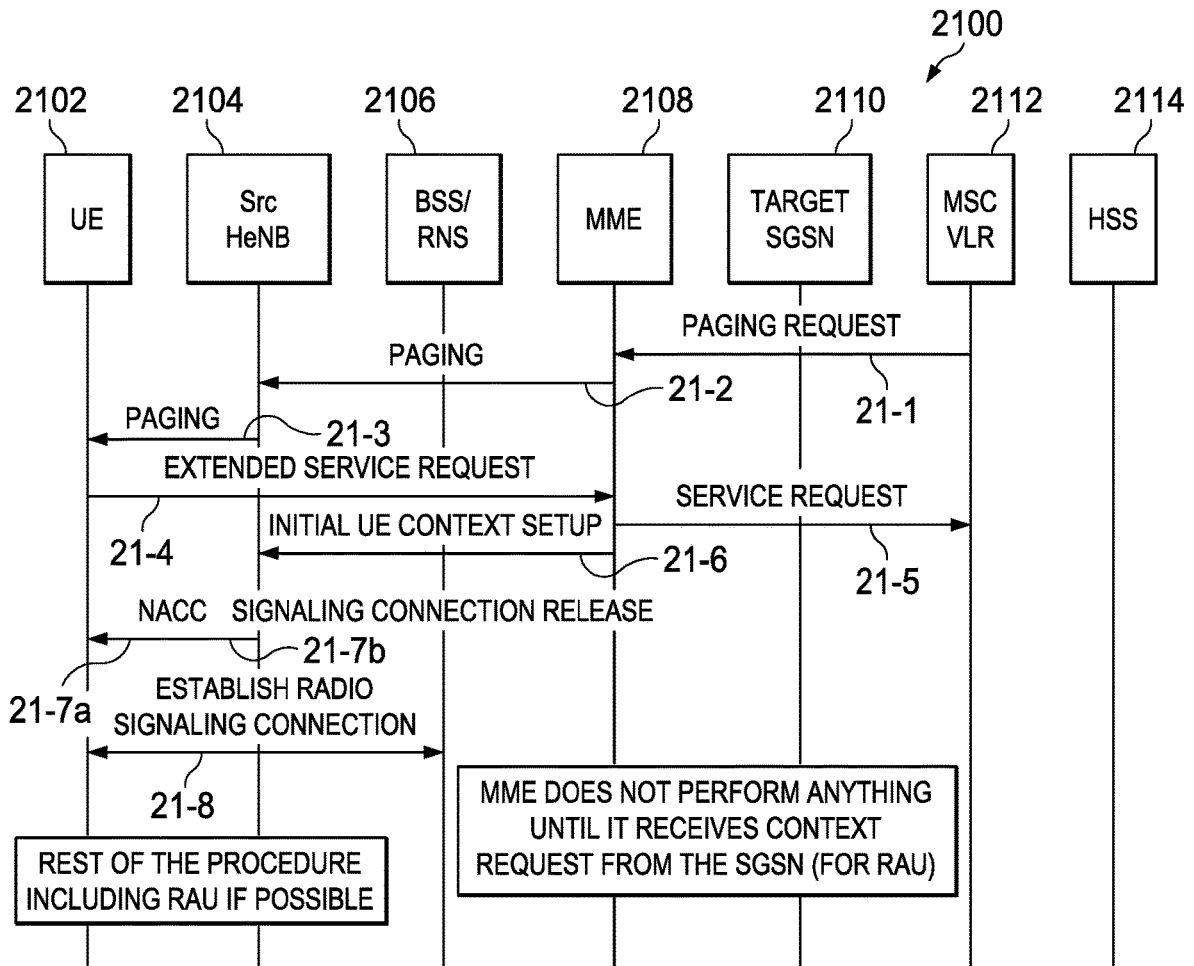 2100
2102
2104
2106
2108
2110
2112
2114
UE
Src
HeNB
BSS/
RNS
MME
TARGET
SGSN
MSC
VLR
HSS
PAGING REQUEST
21-1
PAGING
21-2
PAGING
21-3
EXTENDED SERVICE REQUEST
21-4
SERVICE REQUEST
21-5
INITIAL UE CONTEXT SETUP
21-6
NACC SIGNALING CONNECTION RELEASE
21-7b
21-7a
ESTABLISH RADIO
SIGNALING CONNECTION
21-8
MME DOES NOT PERFORM ANYTHING
UNTIL IT RECEIVES CONTEXT
REQUEST FROM THE SGSN (FOR RAU)
REST OF THE PROCEDURE
INCLUDING RAU IF POSSIBLE